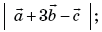 | a⃗ + 3b⃗ − c⃗ | ;